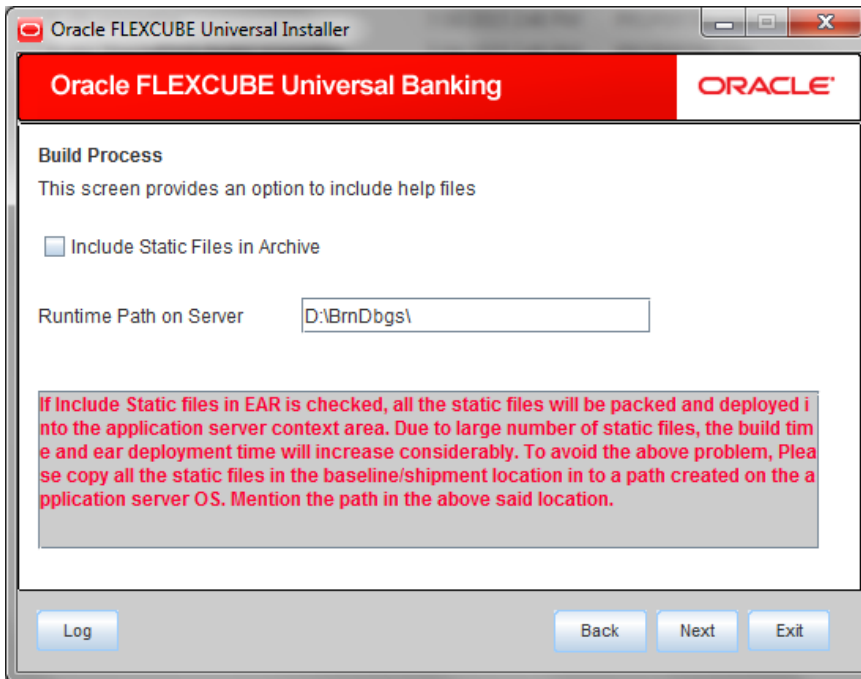 Oracle FLEXCUBE Universal Installer
Oracle FLEXCUBE Universal Banking
ORACLE'
Build Process
This screen provides an option to include help files
Include Static Files in Archive
Runtime Path on Server
D:\BrnDbgs\
If Include Static files in EAR is checked, all the static files will be packed and deployed i
nto the application server context area. Due to large number of static files, the build tim
e and ear deployment time will increase considerably. To avoid the above problem, Plea
se copy all the static files in the baseline/shipment location in to a path created on the a
pplication server OS. Mention the path in the above said location.
Log
Back
Next
Exit